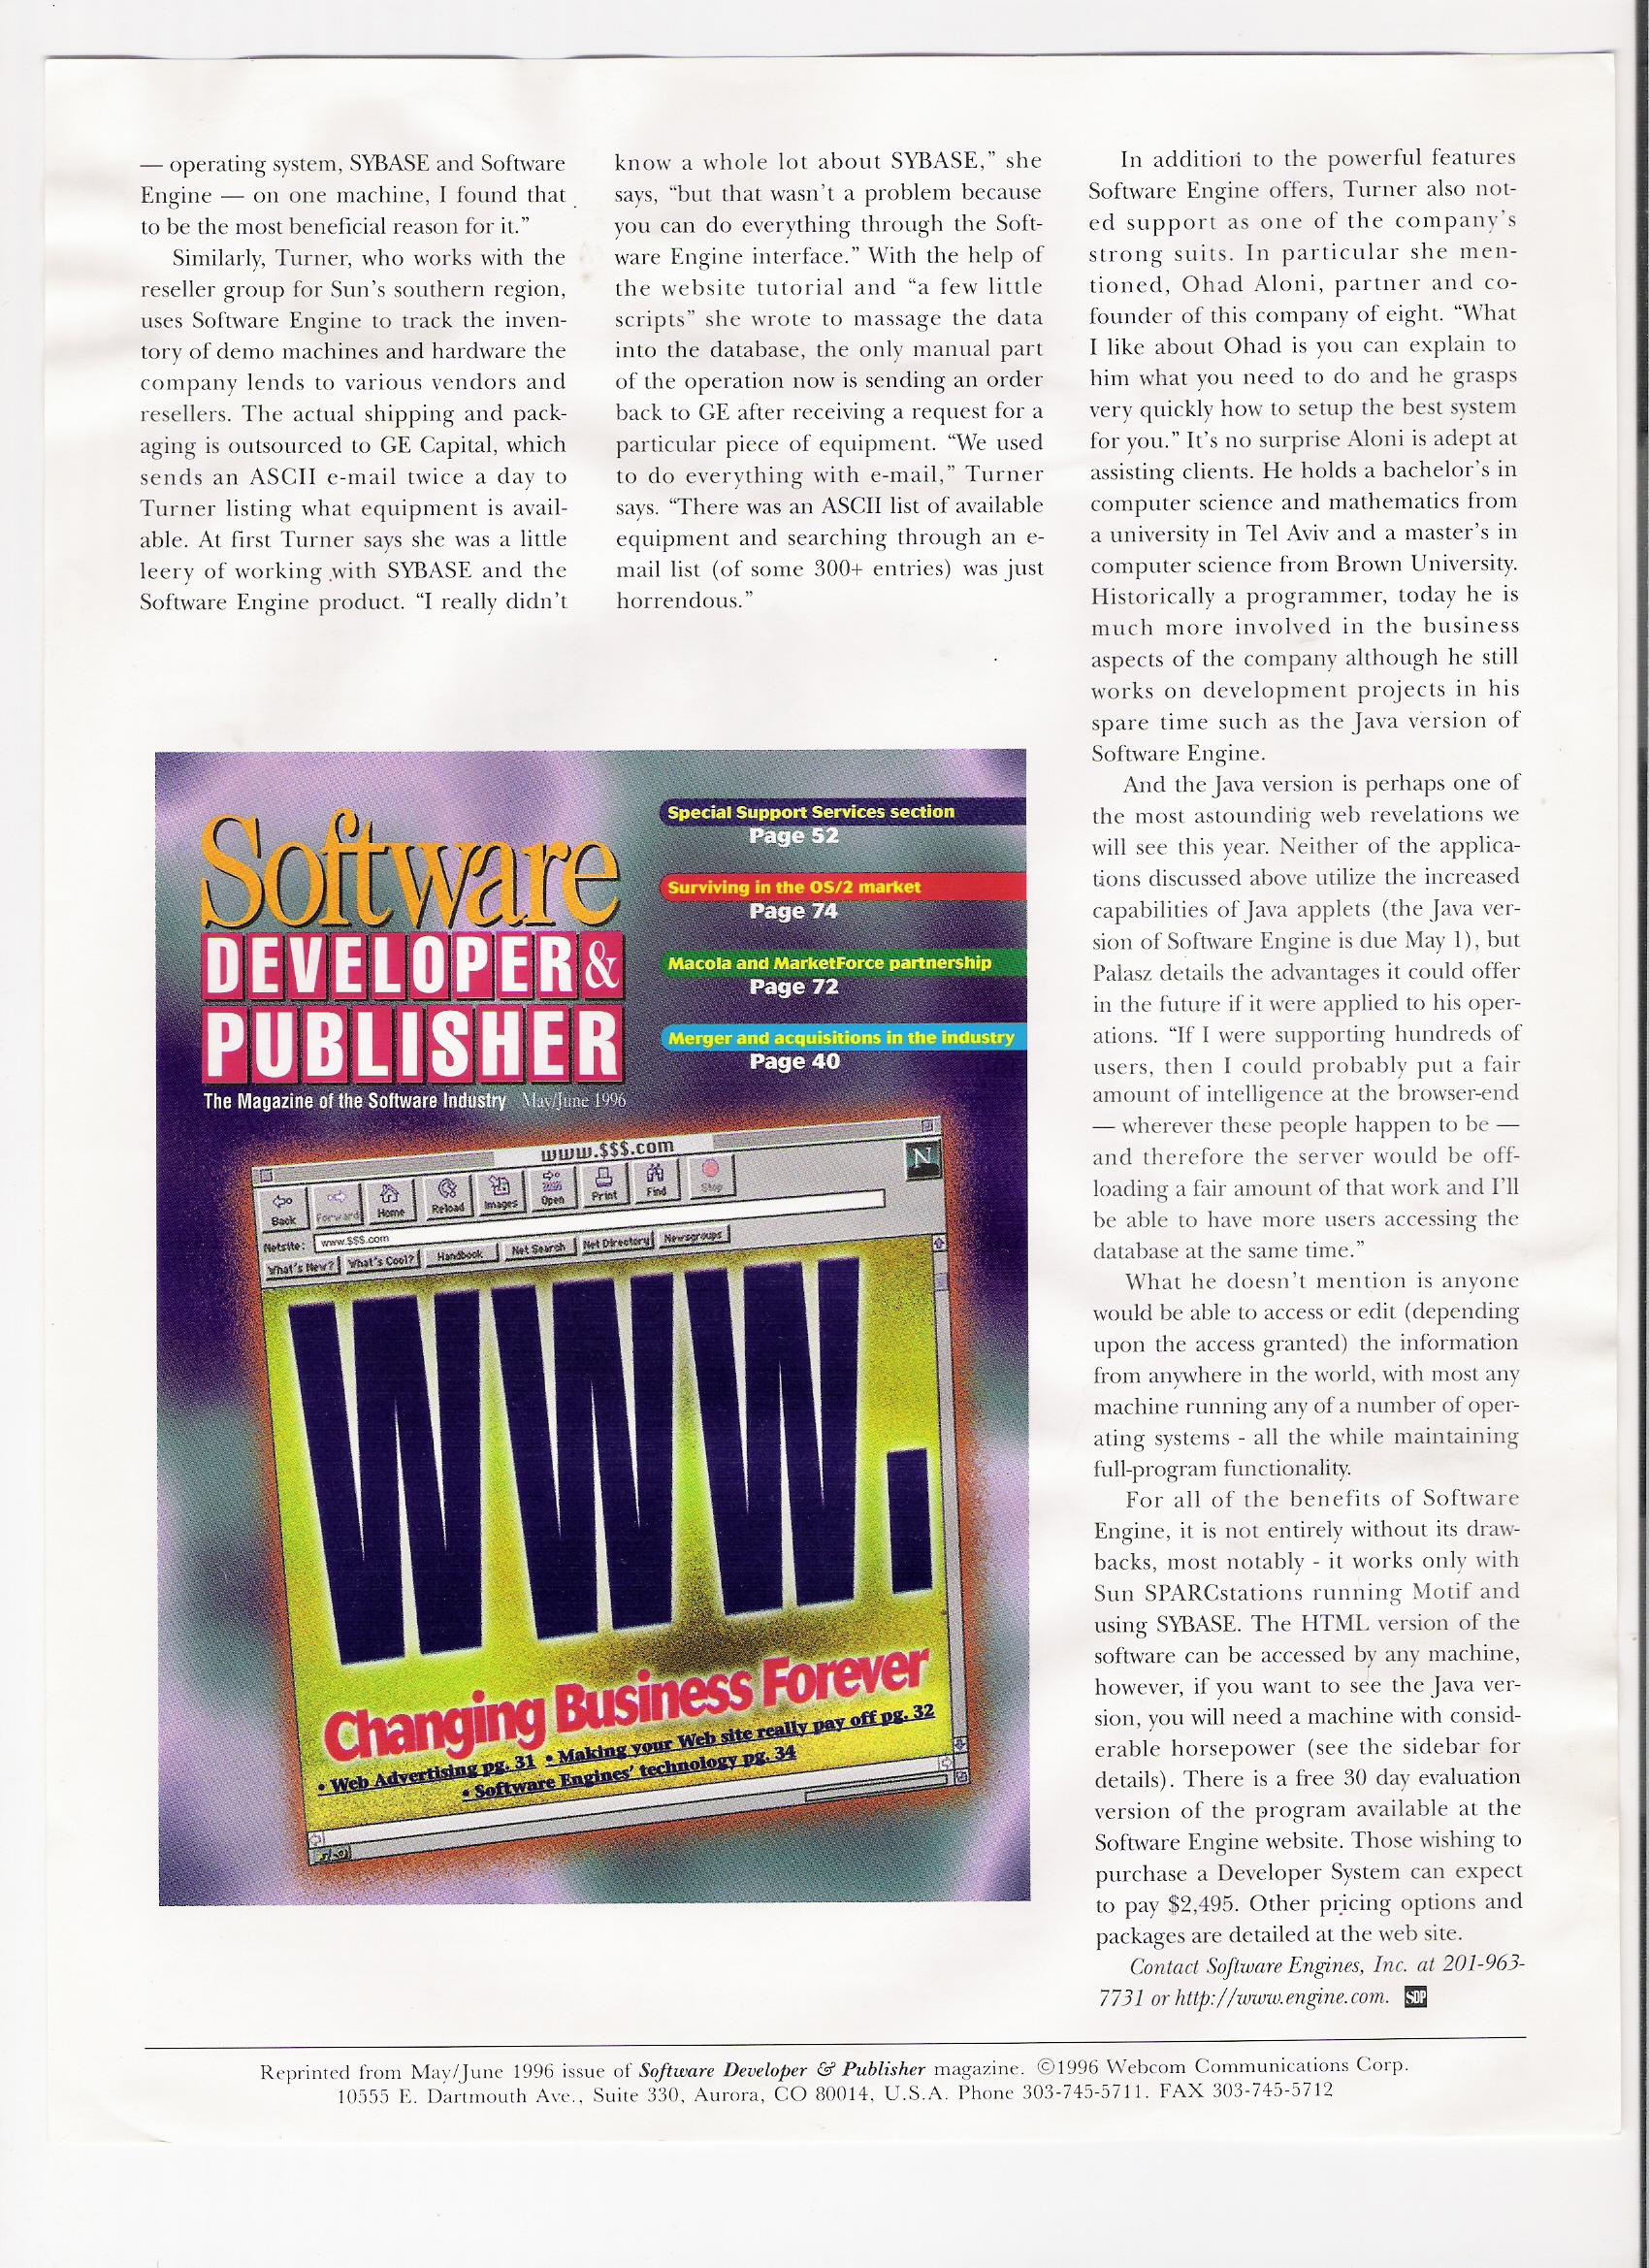 — operating system, SYBASE and Software
Engine — on one machine, I found that
to be the most beneficial reason for it.”
Similarly, Turner, who works with the
reseller group for Sun’s southern region,
uses Software Engine to track the inven-
tory of demo machines and hardware the
company lends to various vendors and
resellers. The actual shipping and pack-
aging is outsourced to GE Capital, which
sends an ASCII e-mail twice a day to
Turner listing what equipment is avail-
able. At first Turner says she was a little
leery of working with SYBASE and the
Software Engine product. “I really didn’t
know a whole lot about SYBASE,” she
says, “but that wasn’t a problem because
you can do everything through the Soft-
ware Engine interface.” With the help of
the website tutorial and “a few little
scripts” she wrote to massage the data
into the database, the only manual part
of the operation now is sending an order
back to GE after receiving a request for a
particular piece of equipment. “We used
to do everything with e-mail,” Turner
says. “There was an ASCII list of available
equipment and searching through an e-
mail list (of some 300+ entries) was just
horrendous.”
In addition to the powerful features
Software Engine offers, Turner also not-
ed support as one of the company’s
strong suits. In particular she men-
tioned, Ohad Aloni, partner and co-
founder of this company of eight. “What
I like about Ohad is you can explain to
him what you need to do and he grasps
very quickly how to setup the best system
for you.” It’s no surprise Aloni is adept at
assisting clients. He holds a bachelor’s in
computer science and mathematics from
a university in Tel Aviv and a master’s in
computer science from Brown University.
Historically a programmer, today he is
much more involved in the business
aspects of the company although he still
works on development projects in his
spare time such as the Java version of
Software Engine.
And the Java version is perhaps one of
the most astounding web revelations we
will see this year. Neither of the applica-
tions discussed above utilize the increased
capabilities of Java applets (the Java ver-
sion of Software Engine is due May 1), but
Palasz details the advantages it could offer
in the future if it were applied to his oper-
ations. “If I were supporting hundreds of
users, then I could probably put a fair
amount of intelligence at the browser-end
— wherever these people happen to be —
and therefore the server would be off-
loading a fair amount of that work and I’ll
be able to have more users accessing the
database at the same time.”
What he doesn’t mention is anyone
would be able to access or edit (depending
upon the access granted) the information
from anywhere in the world, with most any
machine running any of a number of oper-
ating systems - all the while maintaining
full-program functionality.
For all of the benefits of Software
Engine, it is not entirely without its draw-
backs, most notably - it works only with
Sun SPARCstations running Motif and
using SYBASE. The HTML version of the
software can be accessed by any machine,
however, if you want to see the Java ver-
sion, you will need a machine with consid-
erable horsepower (see the sidebar for
details). There is a free 30 day evaluation
version of the program available at the
Software Engine website. Those wishing to
purchase a Developer System can expect
to pay $2,495. Other pricing options and
packages are detailed at the web site.
Contact Software Engines, Inc. at 201-963-
7731 or http://www.engine.com. SDP
Software
DEVELOPER &
PUBLISHER
The Magazine of the Software Industry May/June 1996
Special Support Services section
Page 52
Surviving in the OS/2 market
Page 74
Macola and MarketForce partnership
Page 72
Merger and acquisitions in the industry
Page 40
www.$$$.com
Back Forward Home Reload Images Open Print Find Stop
N
Netsite: www.$$$.com
What's New? What's Cool? Handbook Net Search Net Directory Newsgroups
WWW.
Changing Business Forever
• Web Advertising pg. 31 • Making your Web site really pay off pg. 32
• Software Engines' technology pg. 34
Reprinted from May/June 1996 issue of Software Developer & Publisher magazine. ©1996 Webcom Communications Corp.
10555 E. Dartmouth Ave., Suite 330, Aurora, CO 80014, U.S.A. Phone 303-745-5711. FAX 303-745-5712